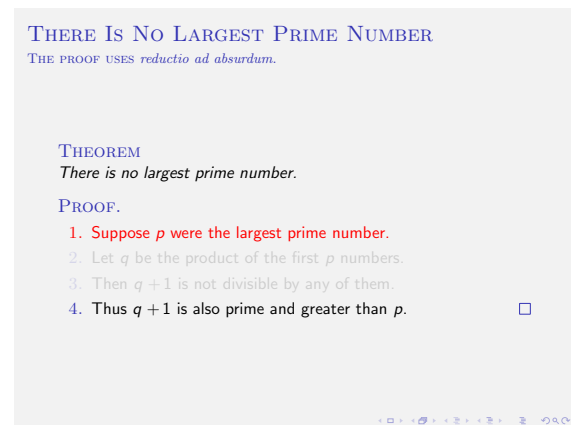 There Is No Largest Prime Number
The proof uses reductio ad absurdum.
Theorem
There is no largest prime number.
Proof.
1. Suppose p were the largest prime number.
2. Let q be the product of the first p numbers.
3. Then q + 1 is not divisible by any of them.
4. Thus q + 1 is also prime and greater than p.